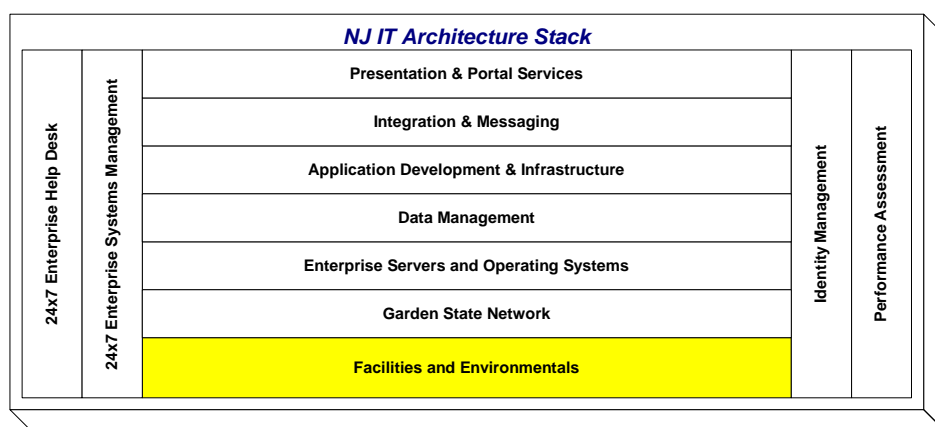 NJ IT Architecture Stack
24x7 Enterprise Help Desk
24x7 Enterprise Systems Management
Presentation & Portal Services
Integration & Messaging
Application Development & Infrastructure
Data Management
Enterprise Servers and Operating Systems
Garden State Network
Facilities and Environmentals
Identity Management
Performance Assessment